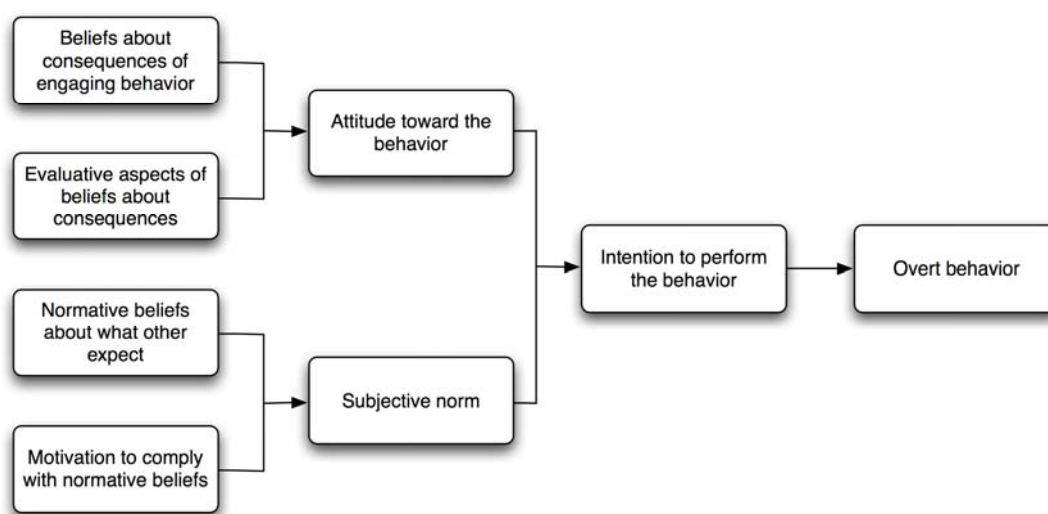 Beliefs about
consequences of
engaging behavior
Evaluative aspects of
beliefs about
consequences
Attitude toward the
behavior
Normative beliefs
about what other
expect
Motivation to comply
with normative beliefs
Subjective norm
Intention to perform
the behavior
Overt behavior